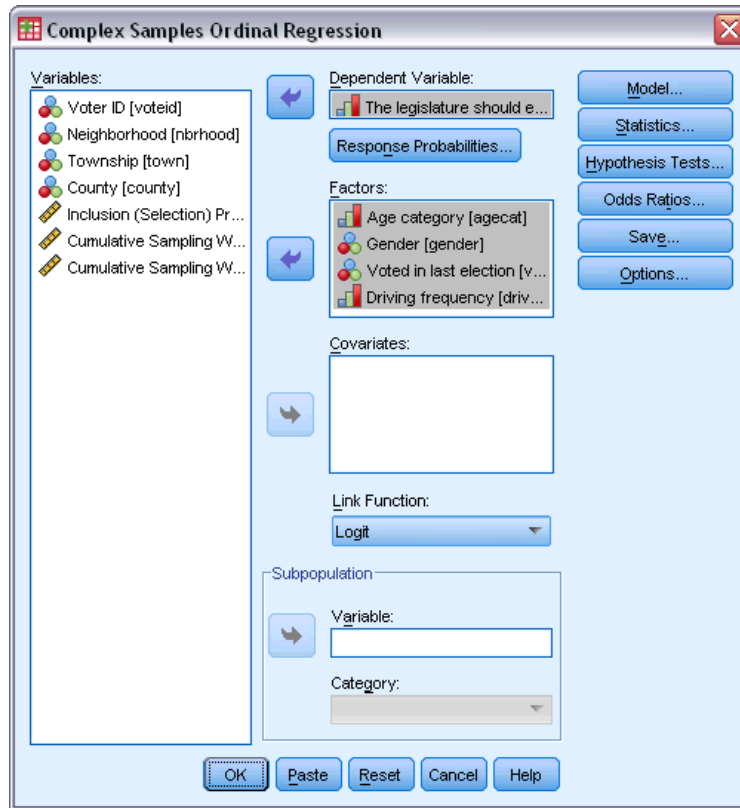 Complex Samples Ordinal Regression
Variables:
Voter ID [voteid]
Neighborhood [nbrhood]
Township [town]
County [county]
Inclusion (Selection) Pr...
Cumulative Sampling W...
Cumulative Sampling W...
Dependent Variable:
The legislature should e...
Response Probabilities...
Factors:
Age category [agecat]
Gender [gender]
Voted in last election [v...
Driving frequency [driv...
Covariates:
Link Function:
Logit
Subpopulation
Variable:
Category:
Model...
Statistics...
Hypothesis Tests...
Odds Ratios...
Save...
Options...
OK
Paste
Reset
Cancel
Help